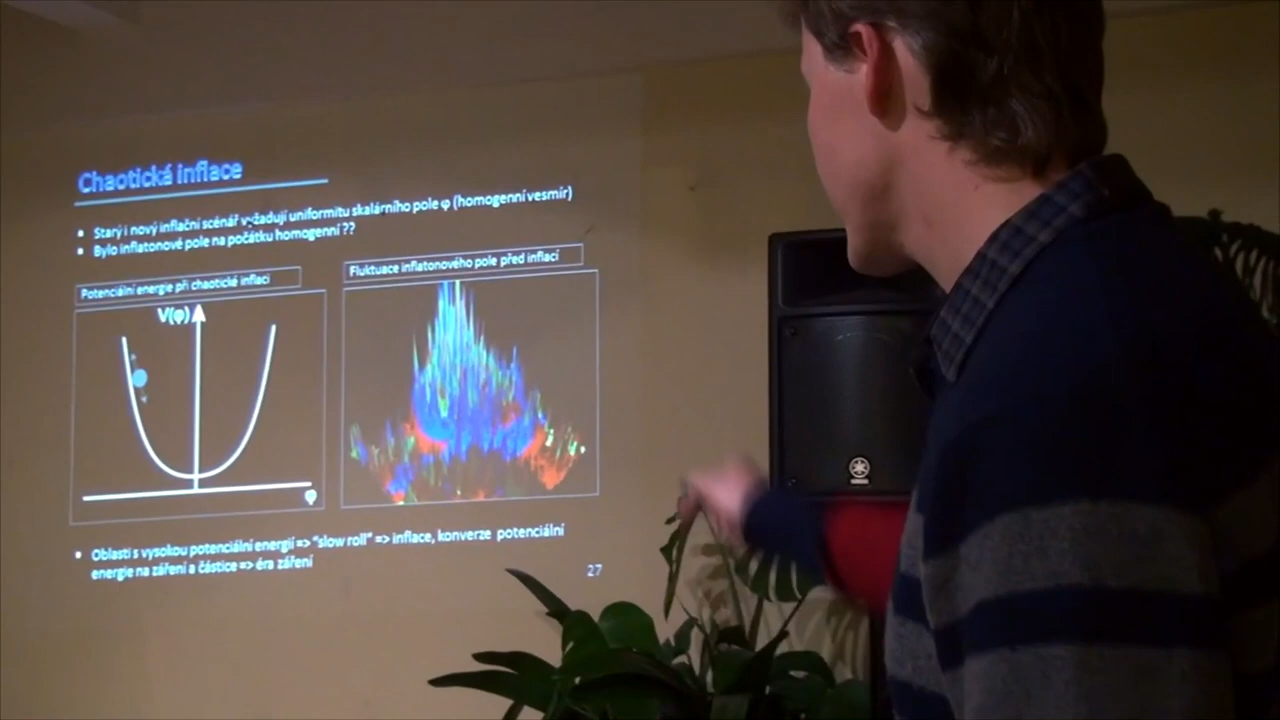 Chaotická inflace
Starý i nový inflační scénář vyžadují uniformitu skalárního pole φ (homogenní vesmír)
Bylo inflatonové pole na počátku homogenní ??
Potenciální energie při chaotické inflaci
Fluktuace inflatonového pole před inflací
V(φ)
φ
Oblasti s vysokou potenciální energií => "slow roll" => inflace, konverze potenciální
energie na záření a částice => éra záření
27
YAMAHA